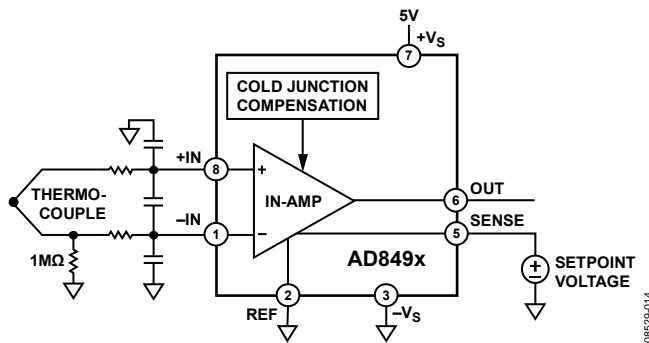 5V
+VS
7
COLD JUNCTION
COMPENSATION
+IN
8
+
THERMO-
COUPLE
IN-AMP
6
OUT
–IN
1
–
SENSE
5
1MΩ
AD849x
+
–
SETPOINT
VOLTAGE
2
3
REF
–VS
08529-014